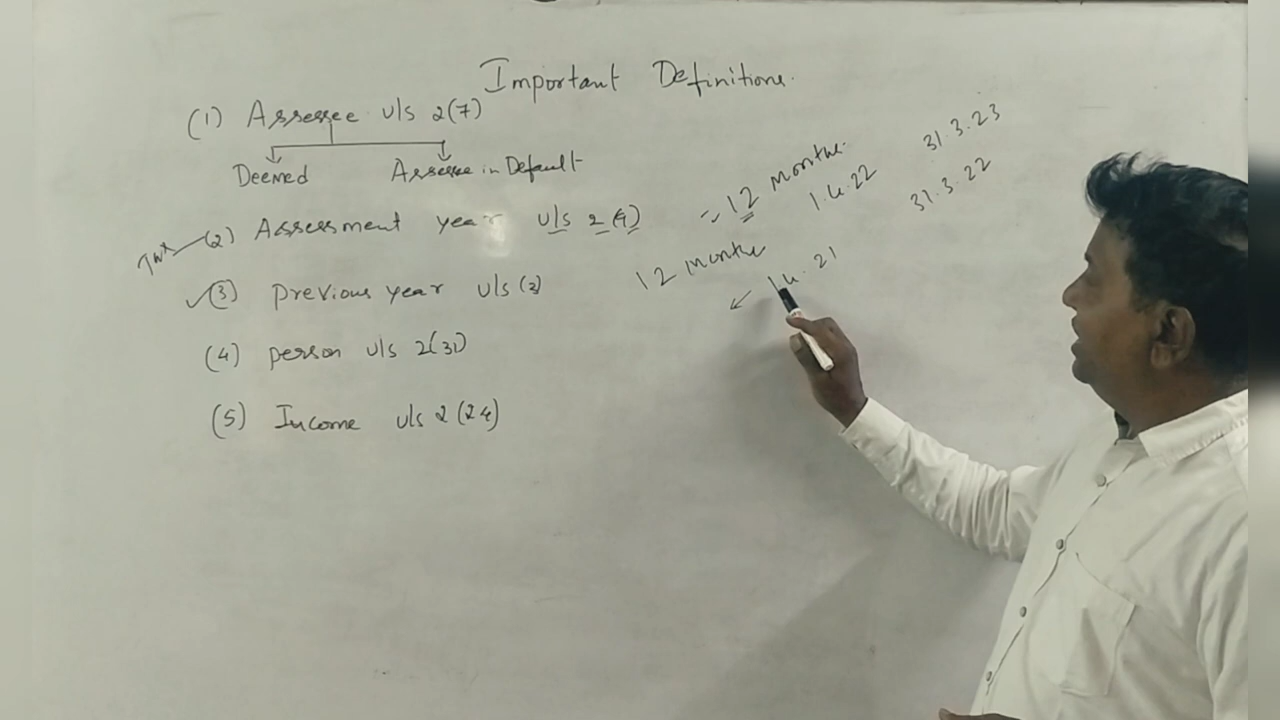 Important Definitions.
(1) Assessee u/s 2(7)
Deemed Assessee in Default
(2) Assessment year u/s 2(9) = 12 months.
1.4.22 31.3.23
(3) previous year u/s (3) 12 months
1.4.21 31.3.22
(4) person u/s 2(31)
(5) Income u/s 2(24)